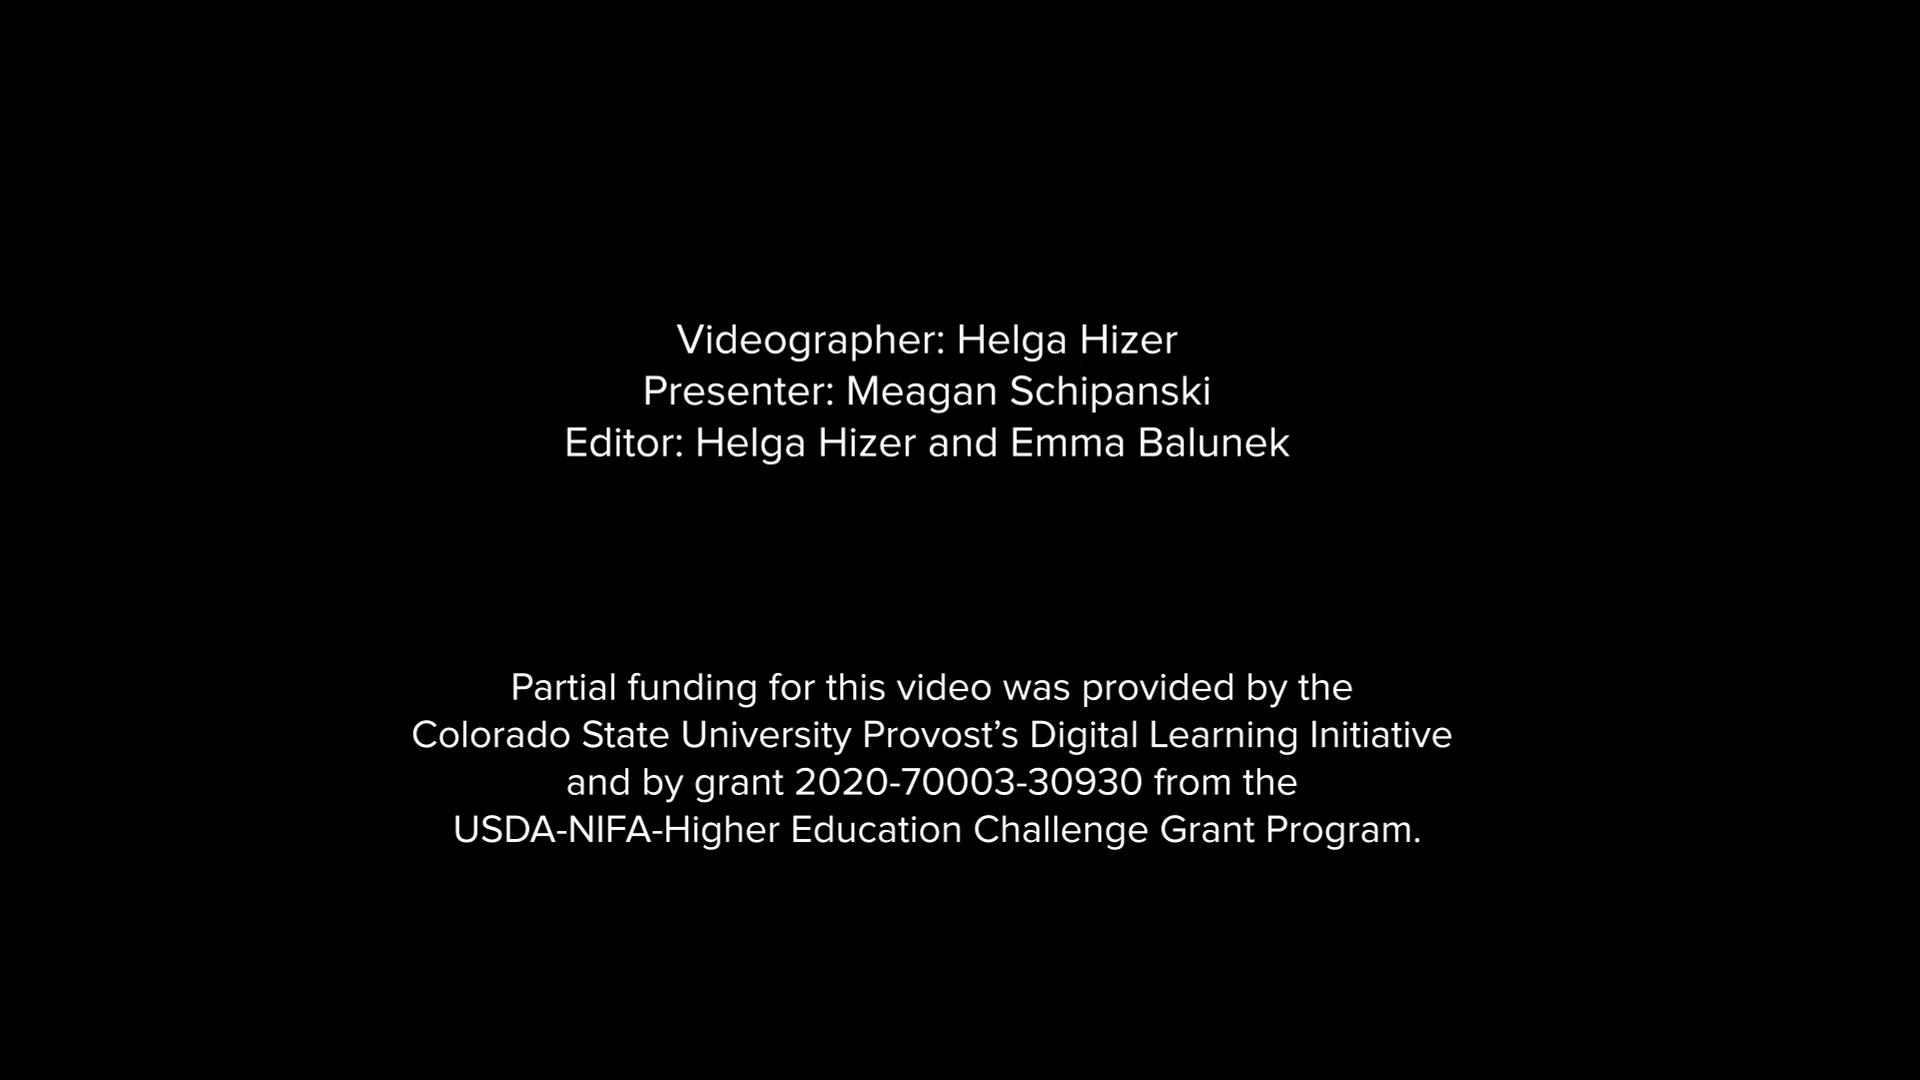 Videographer: Helga Hizer
Presenter: Meagan Schipanski
Editor: Helga Hizer and Emma Balunek
Partial funding for this video was provided by the
Colorado State University Provost’s Digital Learning Initiative
and by grant 2020-70003-30930 from the
USDA-NIFA-Higher Education Challenge Grant Program.